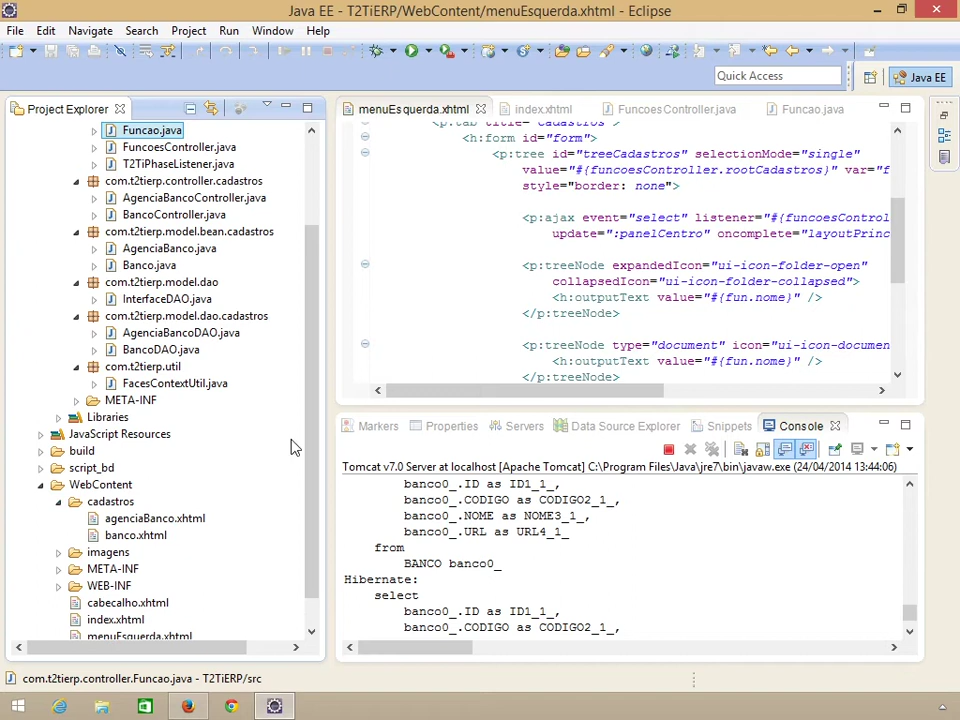 Java EE - T2TiERP/WebContent/menuEsquerda.xhtml - Eclipse
File Edit Navigate Search Project Run Window Help
Quick Access
Java EE
Project Explorer
Funcao.java
FuncoesController.java
T2TiPhaseListener.java
com.t2tierp.controller.cadastros
AgenciaBancoController.java
BancoController.java
com.t2tierp.model.bean.cadastros
AgenciaBanco.java
Banco.java
com.t2tierp.model.dao
InterfaceDAO.java
com.t2tierp.model.dao.cadastros
AgenciaBancoDAO.java
BancoDAO.java
com.t2tierp.util
FacesContextUtil.java
META-INF
Libraries
JavaScript Resources
build
script_bd
WebContent
cadastros
agenciaBanco.xhtml
banco.xhtml
imagens
META-INF
WEB-INF
cabecalho.xhtml
index.xhtml
menuEsquerda.xhtml
menuEsquerda.xhtml index.xhtml FuncoesController.java Funcao.java
<p:tab title="Cadastros">
<h:form id="form">
<p:tree id="treeCadastros" selectionMode="single"
value="#{funcoesController.rootCadastros}" var="f
style="border: none">
<p:ajax event="select" listener="#{funcoesControl
update=":panelCentro" oncomplete="layoutPrinc
<p:treeNode expandedIcon="ui-icon-folder-open"
collapsedIcon="ui-icon-folder-collapsed">
<h:outputText value="#{fun.nome}" />
</p:treeNode>
<p:treeNode type="document" icon="ui-icon-documen
<h:outputText value="#{fun.nome}" />
</p:treeNode>
Markers Properties Servers Data Source Explorer Snippets Console
Tomcat v7.0 Server at localhost [Apache Tomcat] C:\Program Files\Java\jre7\bin\javaw.exe (24/04/2014 13:44:06)
banco0_.ID as ID1_1_,
banco0_.CODIGO as CODIGO2_1_,
banco0_.NOME as NOME3_1_,
banco0_.URL as URL4_1_
from
BANCO banco0_
Hibernate:
select
banco0_.ID as ID1_1_,
banco0_.CODIGO as CODIGO2_1_,
com.t2tierp.controller.Funcao.java - T2TiERP/src